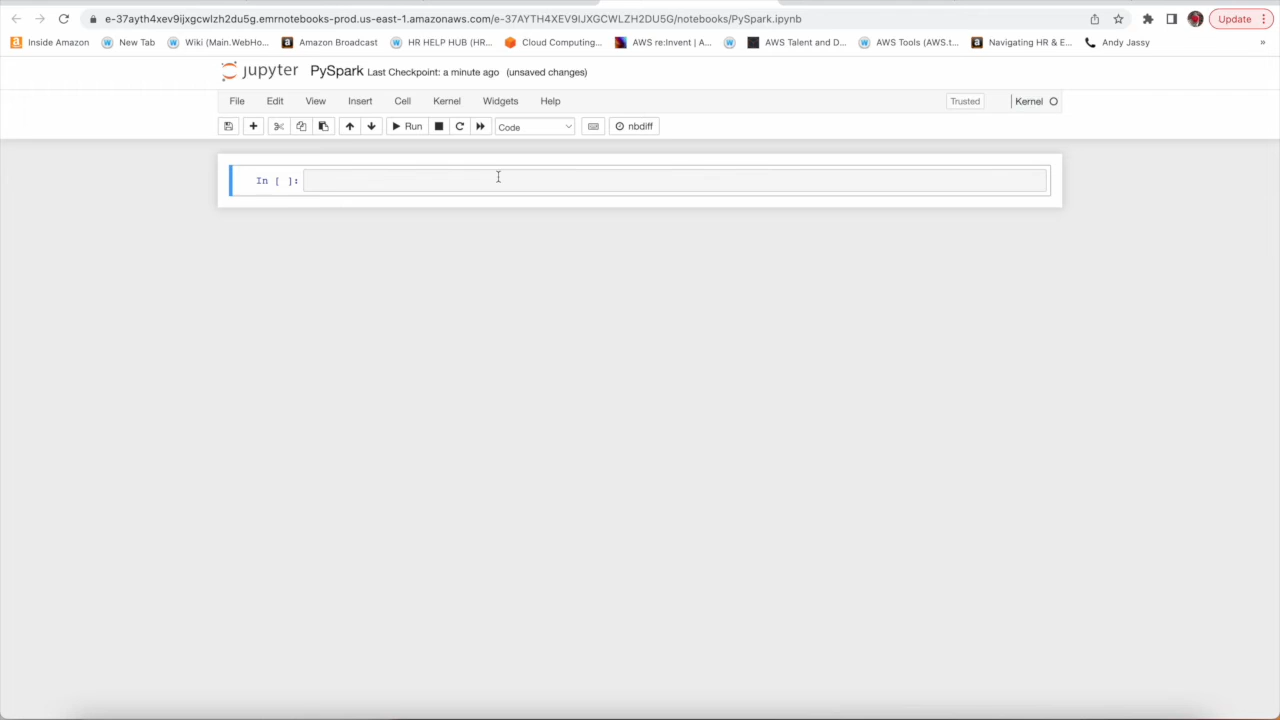 e-37ayth4xev9ijxgcwlzh2du5g.emrnotebooks-prod.us-east-1.amazonaws.com/e-37AYTH4XEV9IJXGCWLZH2DU5G/notebooks/PySpark.ipynb Update
Inside Amazon New Tab Wiki (Main.WebHo... Amazon Broadcast HR HELP HUB (HR... Cloud Computing... AWS re:Invent | A... AWS Talent and D... AWS Tools (AWS.t... Navigating HR & E... Andy Jassy »
jupyter PySpark Last Checkpoint: a minute ago (unsaved changes)
File Edit View Insert Cell Kernel Widgets Help Trusted Kernel
Run Code nbdiff
In [ ]: